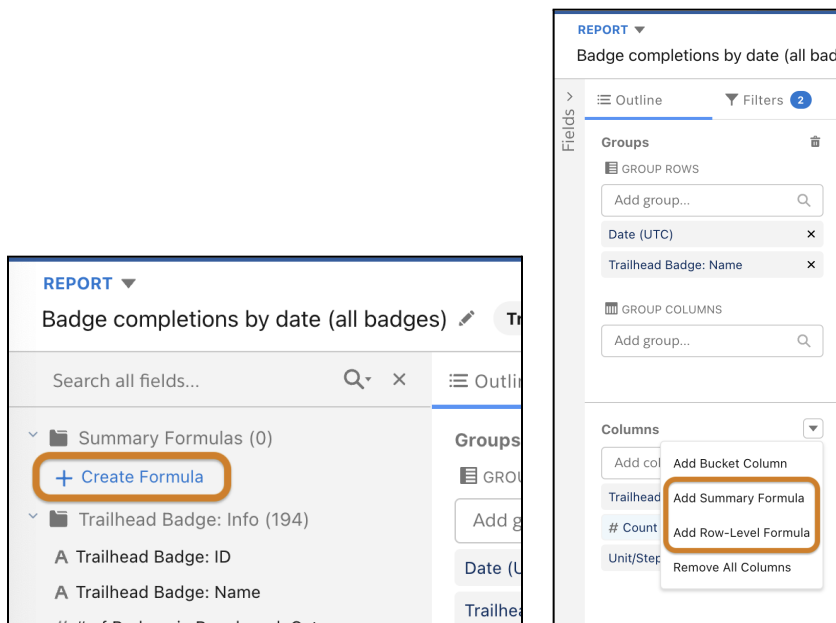 REPORT
Badge completions by date (all badges)
Search all fields...
Outli
Summary Formulas (0)
Create Formula
Trailhead Badge: Info (194)
A Trailhead Badge: ID
A Trailhead Badge: Name
Groups
GROU
Add g
Date (U
Trailhea
REPORT
Badge completions by date (all bad
Fields
Outline
Filters 2
Groups
GROUP ROWS
Add group...
Date (UTC)
Trailhead Badge: Name
GROUP COLUMNS
Add group...
Columns
Add col
Trailhead
# Count
Unit/Step
Add Bucket Column
Add Summary Formula
Add Row-Level Formula
Remove All Columns